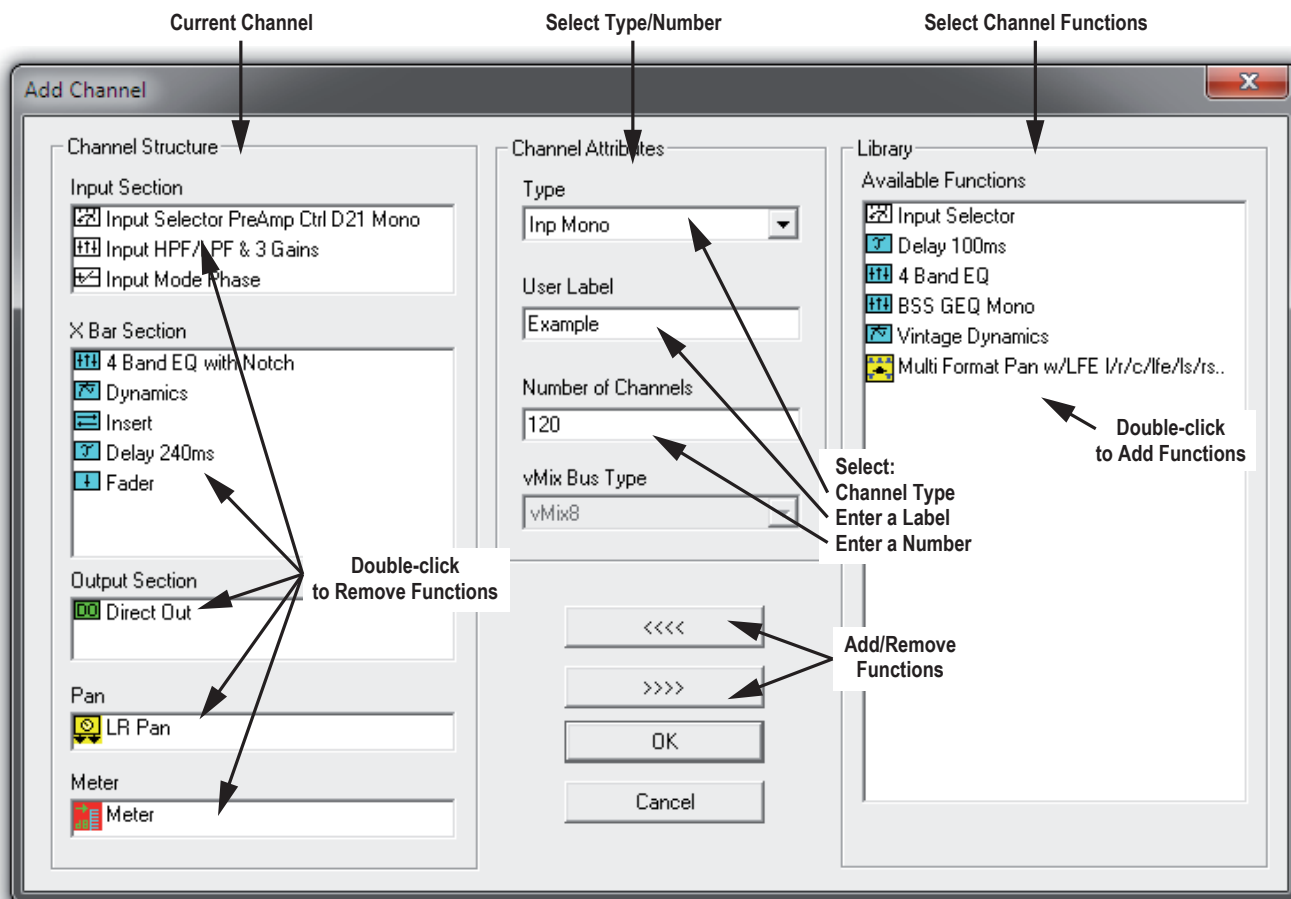 Current Channel
Select Type/Number
Select Channel Functions
Add Channel
Channel Structure
Input Section
Input Selector PreAmp Ctrl D21 Mono
Input HPF/LPF & 3 Gains
Input Mode Phase
X Bar Section
4 Band EQ with Notch
Dynamics
Insert
Delay 240ms
Fader
Double-click
to Remove Functions
Output Section
DO Direct Out
Pan
LR Pan
Meter
dB Meter
Channel Attributes
Type
Inp Mono
User Label
Example
Number of Channels
120
vMix Bus Type
vMix8
Select:
Channel Type
Enter a Label
Enter a Number
<<<<
>>>>
Add/Remove
Functions
OK
Cancel
Library
Available Functions
Input Selector
Delay 100ms
4 Band EQ
BSS GEQ Mono
Vintage Dynamics
Multi Format Pan w/LFE l/r/c/lfe/ls/rs..
Double-click
to Add Functions